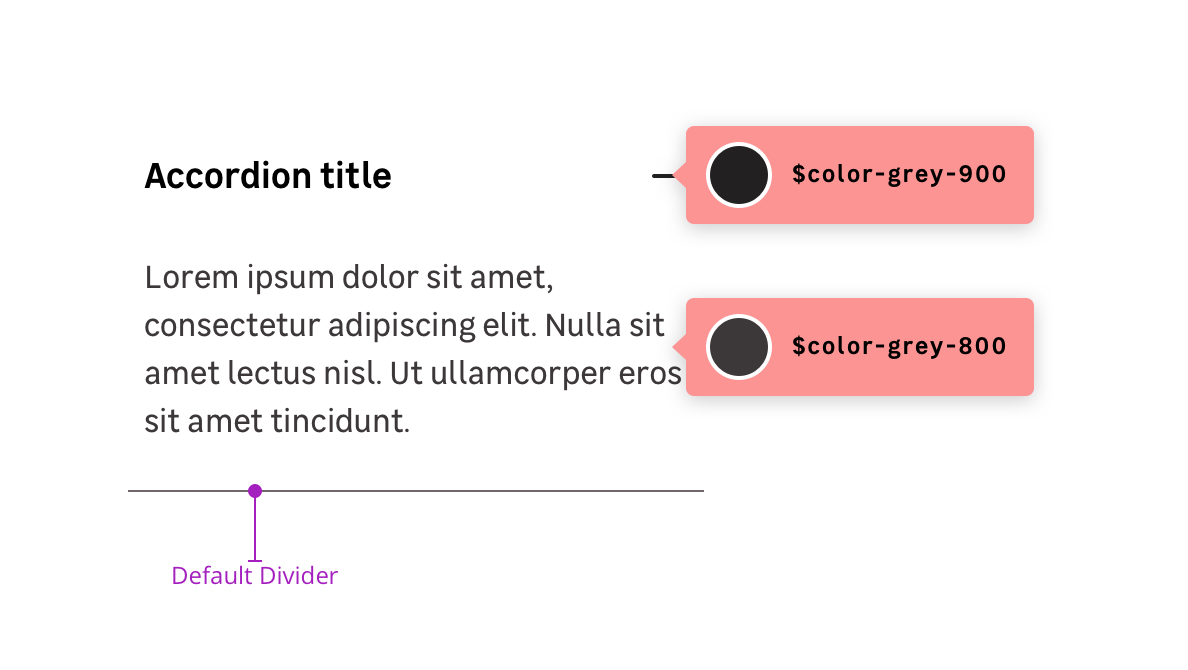 Accordion title
$color-grey-900
Lorem ipsum dolor sit amet,
consectetur adipiscing elit. Nulla sit
amet lectus nisl. Ut ullamcorper eros
sit amet tincidunt.
$color-grey-800
Default Divider